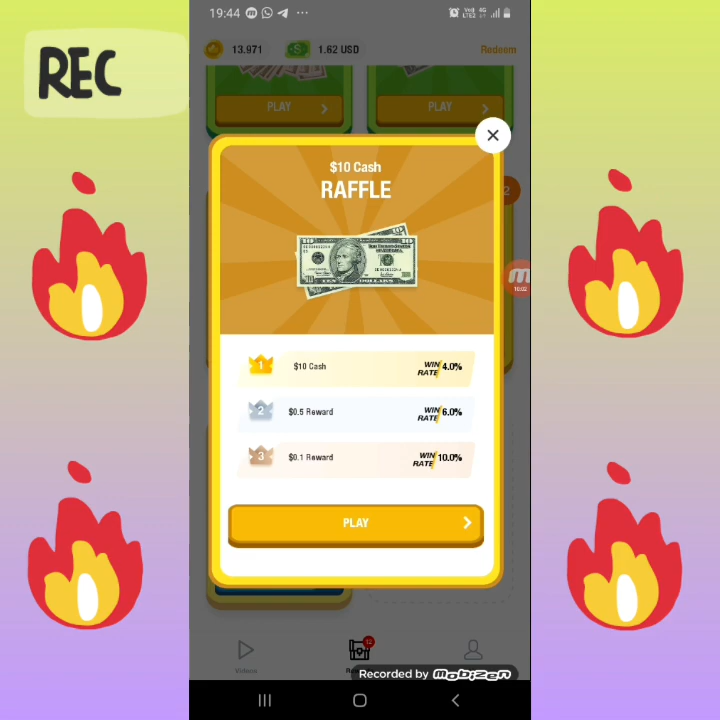 19:44
REC
13.971
1.62 USD
Redeem
PLAY
PLAY
$10 Cash
RAFFLE
1
$10 Cash
WIN RATE 4.0%
2
$0.5 Reward
WIN RATE 6.0%
3
$0.1 Reward
WIN RATE 10.0%
PLAY
Videos
12
Recorded by mobizen